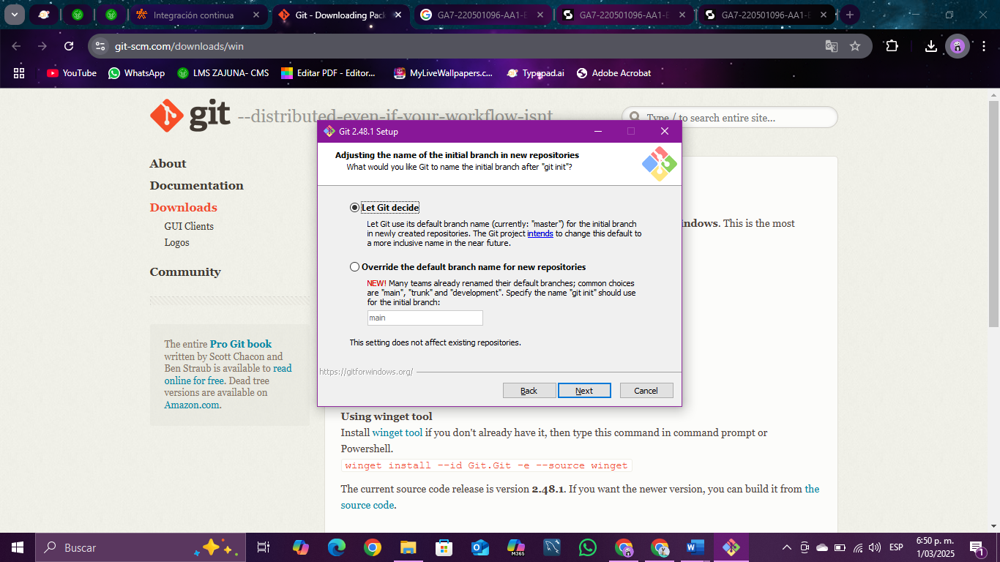 Integración continua
Git - Downloading Pack
GA7-220501096-AA1-E
GA7-220501096-AA1-E
GA7-220501096-AA1-E
git-scm.com/downloads/win
YouTube
WhatsApp
LMS ZAJUNA- CMS
Editar PDF - Editor...
MyLiveWallpapers.c...
Typepad.ai
Adobe Acrobat
git --distributed-even-if-your-workflow-isnt
Type / to search entire site...
About
Documentation
Downloads
GUI Clients
Logos
Community
The entire Pro Git book
written by Scott Chacon and
Ben Straub is available to read
online for free. Dead tree
versions are available on
Amazon.com.
Git 2.48.1 Setup
Adjusting the name of the initial branch in new repositories
What would you like Git to name the initial branch after "git init"?
Let Git decide
Let Git use its default branch name (currently: "master") for the initial branch
in newly created repositories. The Git project intends to change this default to
a more inclusive name in the near future.
Override the default branch name for new repositories
NEW! Many teams already renamed their default branches; common choices
are "main", "trunk" and "development". Specify the name "git init" should use
for the initial branch:
main
This setting does not affect existing repositories.
https://gitforwindows.org/
Back
Next
Cancel
indows. This is the most
Using winget tool
Install winget tool if you don't already have it, then type this command in command prompt or
Powershell.
winget install --id Git.Git -e --source winget
The current source code release is version 2.48.1. If you want the newer version, you can build it from the
source code.
Buscar
M365
ESP
6:50 p. m.
1/03/2025
1